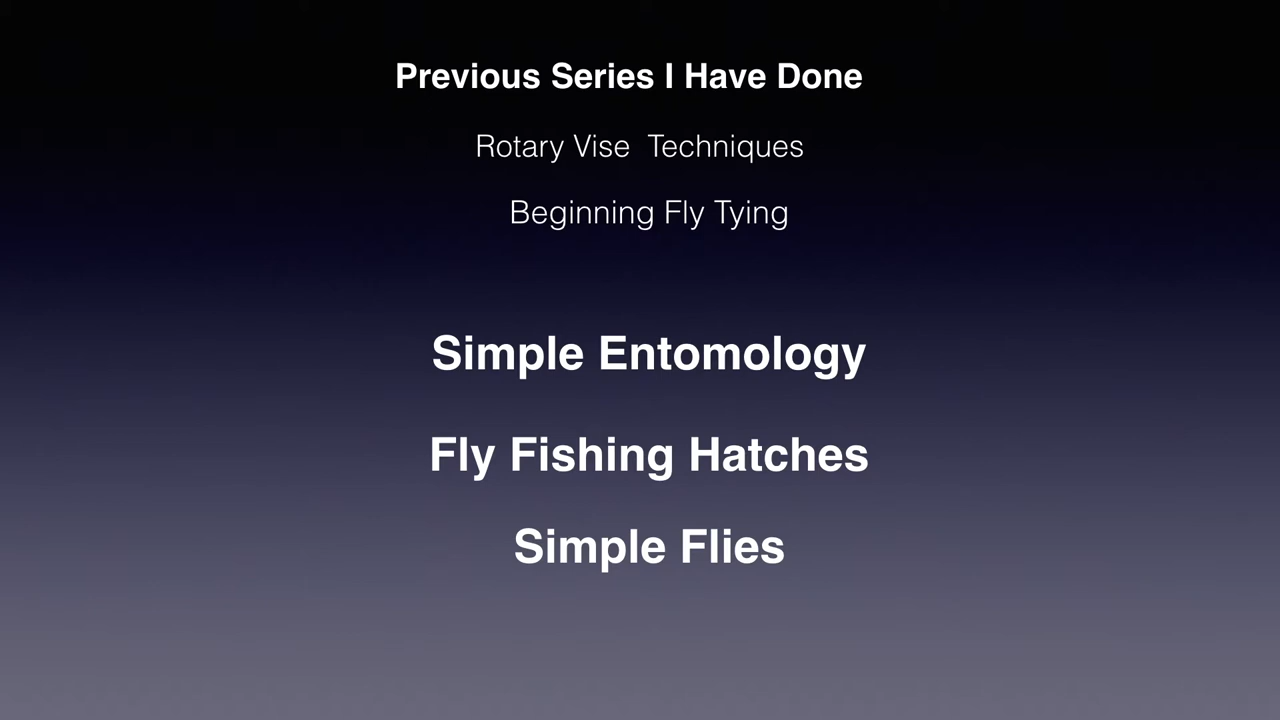 Previous Series I Have Done
Rotary Vise Techniques
Beginning Fly Tying
Simple Entomology
Fly Fishing Hatches
Simple Flies